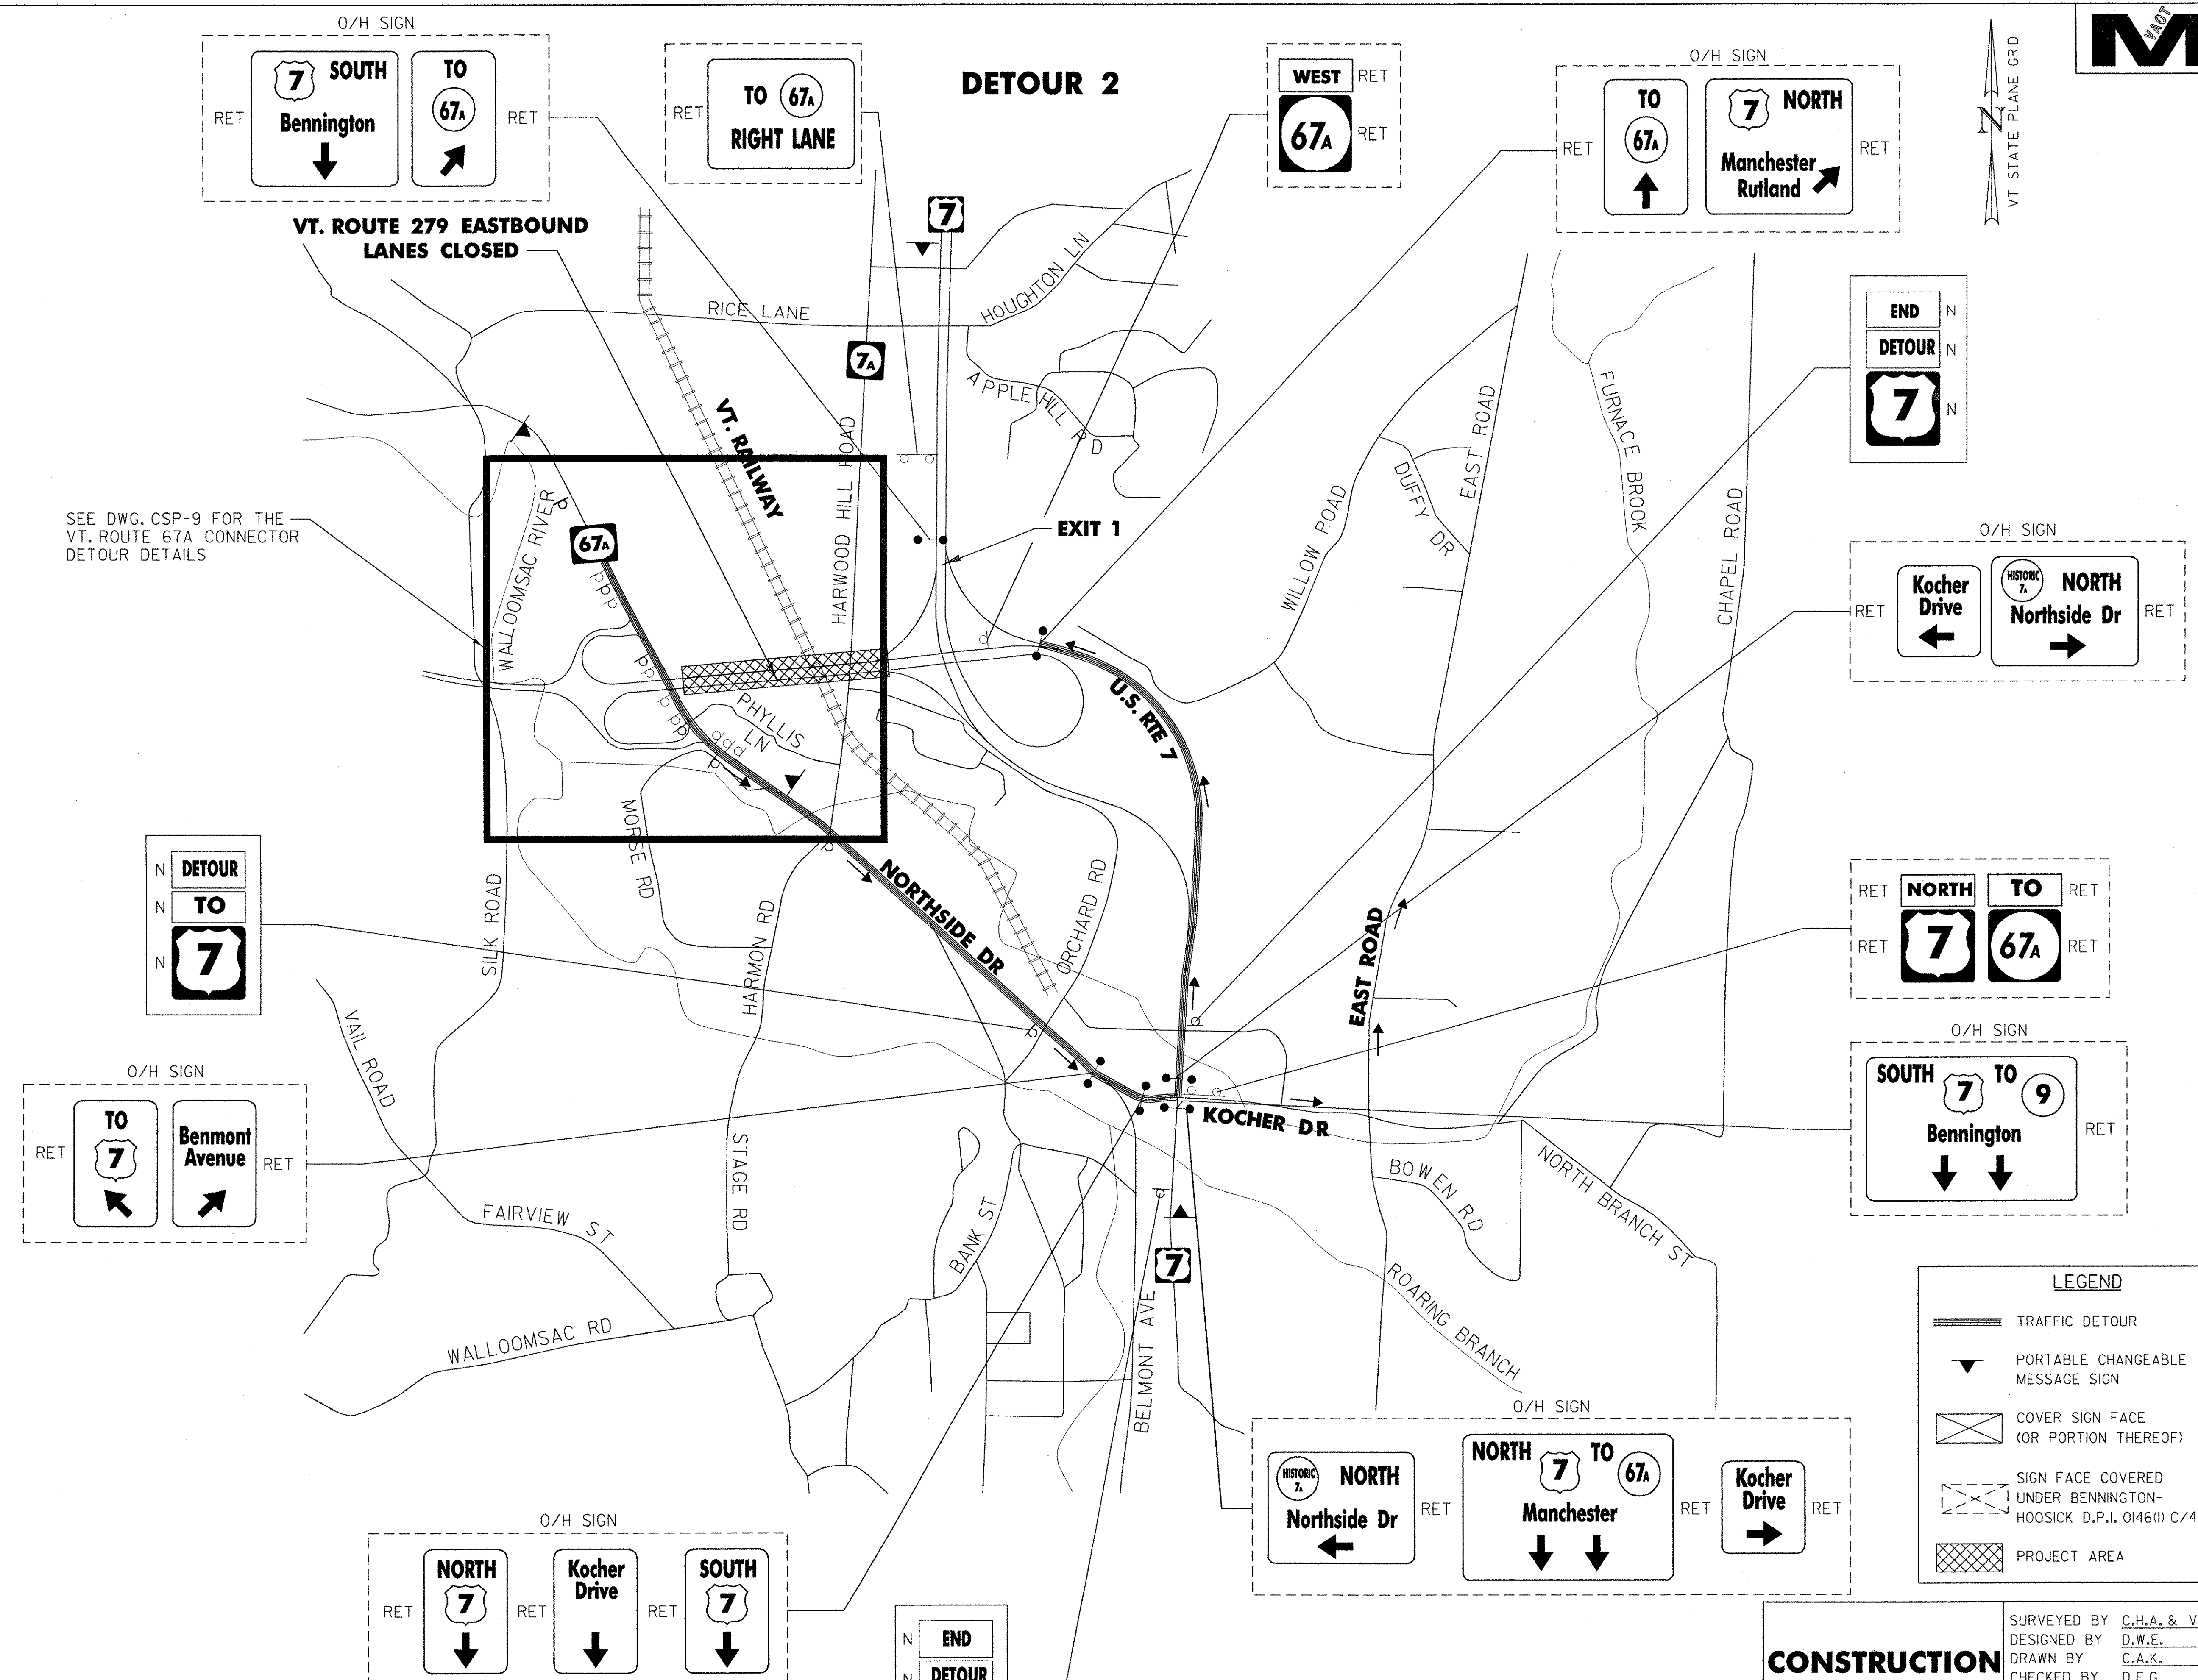 O/H SIGN
RET
7 SOUTH
Bennington
TO
67A
RET
RET
TO 67A
RIGHT LANE
DETOUR 2
WEST RET
67A RET
O/H SIGN
RET
TO
67A
7 NORTH
Manchester
Rutland
RET
N
VT STATE PLANE GRID
VAOT
M
VT. ROUTE 279 EASTBOUND
LANES CLOSED
7
RICE LANE
HOUGHTON LN
7A
APPLE HILL RD
VT. RAILWAY
HARWOOD HILL ROAD
EXIT 1
WILLOW ROAD
DUFFY DR
EAST ROAD
FURNACE BROOK
CHAPEL ROAD
END N
DETOUR N
7 N
SEE DWG. CSP-9 FOR THE
VT. ROUTE 67A CONNECTOR
DETOUR DETAILS
WALLOOMSAC RIVER
67A
PHYLLIS
LN
U.S. RTE 7
O/H SIGN
RET
Kocher
Drive
HISTORIC
7A
NORTH
Northside Dr
RET
MORSE RD
SILK ROAD
HARMON RD
NORTHSIDE DR
ORCHARD RD
EAST ROAD
N DETOUR
N TO
N 7
RET NORTH TO RET
RET 7 67A RET
VAIL ROAD
O/H SIGN
RET
TO
7
Benmont
Avenue
RET
STAGE RD
KOCHER DR
O/H SIGN
SOUTH 7 TO 9
Bennington
RET
FAIRVIEW ST
BANK ST
BOWEN RD
NORTH BRANCH ST
7
ROARING BRANCH
BELMONT AVE
WALLOOMSAC RD
LEGEND
TRAFFIC DETOUR
PORTABLE CHANGEABLE
MESSAGE SIGN
COVER SIGN FACE
(OR PORTION THEREOF)
SIGN FACE COVERED
UNDER BENNINGTON-
HOOSICK D.P.I. 0146(1) C/4
PROJECT AREA
O/H SIGN
HISTORIC
7A
NORTH
Northside Dr
RET
NORTH 7 TO 67A
Manchester
RET
Kocher
Drive
RET
O/H SIGN
RET
NORTH
7
RET
Kocher
Drive
RET
SOUTH
7
N END
N DETOUR
CONSTRUCTION
SURVEYED BY C.H.A. & V
DESIGNED BY D.W.E.
DRAWN BY C.A.K.
CHECKED BY D.F.G.